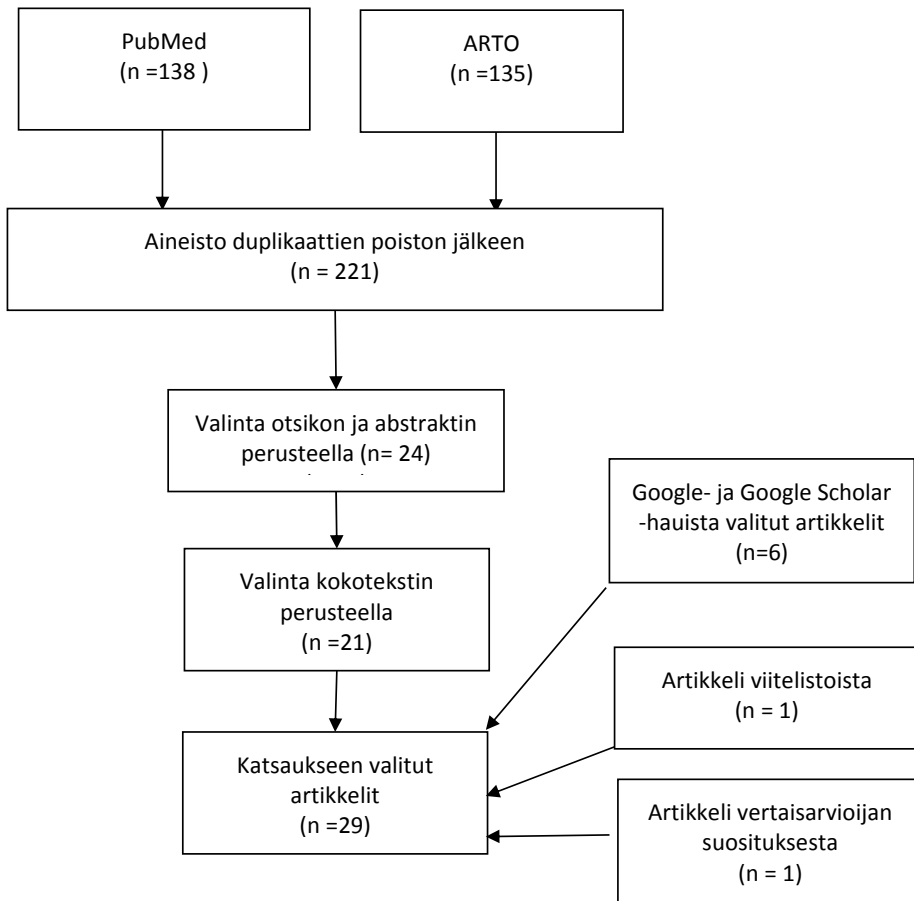 PubMed
(n =138 )
ARTO
(n =135)
Aineisto duplikaattien poiston jälkeen
(n = 221)
Valinta otsikon ja abstraktin
perusteella (n= 24)
Google- ja Google Scholar
-hauista valitut artikkelit
(n=6)
Valinta kokotekstin
perusteella
(n =21)
Artikkeli viitelistoista
(n = 1)
Katsaukseen valitut
artikkelit
(n =29)
Artikkeli vertaisarvioijan
suosituksesta
(n = 1)